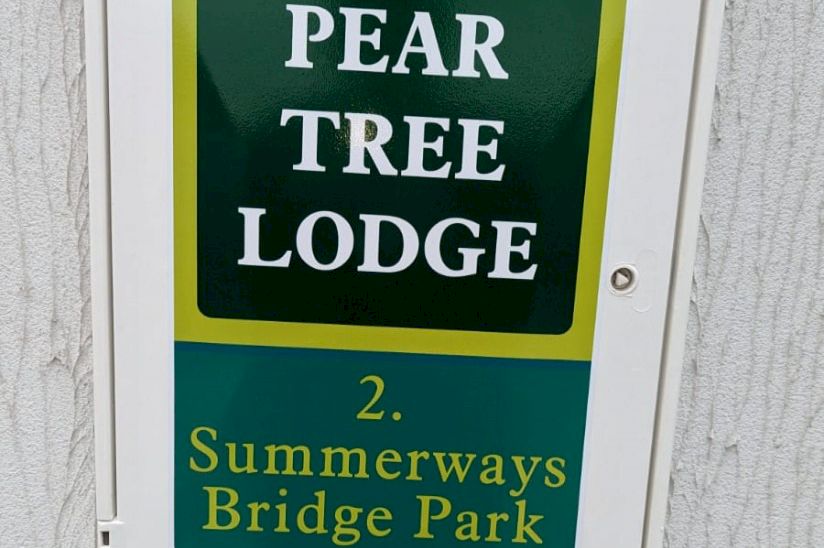 PEAR
TREE
LODGE
2.
Summerways
Bridge Park